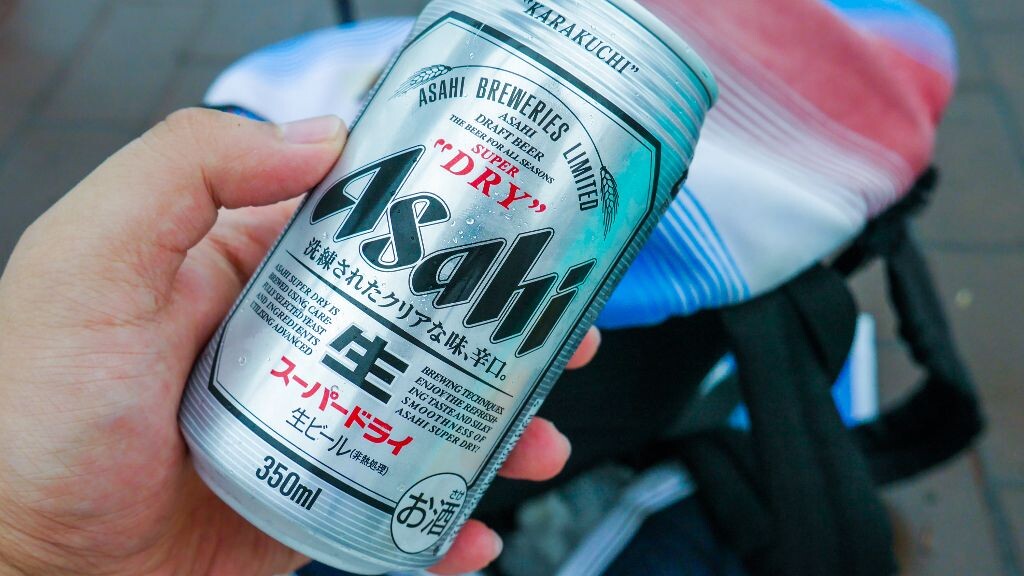 "KARAKUCHI"
ASAHI BREWERIES LIMITED
ASAHI
DRAFT BEER
THE BEER FOR ALL SEASONS
SUPER
"DRY"
Asahi
洗練されたクリアな味、辛口。
ASAHI SUPER DRY IS
BREWED USING CARE-
FULLY SELECTED YEAST
AND INGREDIENTS
UTILISING ADVANCED
生
BREWING TECHNIQUES.
ENJOY THE REFRESH-
ING TASTE AND SILKY
SMOOTHNESS OF
ASAHI SUPER DRY!
スーパードライ
生ビール(非熱処理)
350ml
さけ
お酒